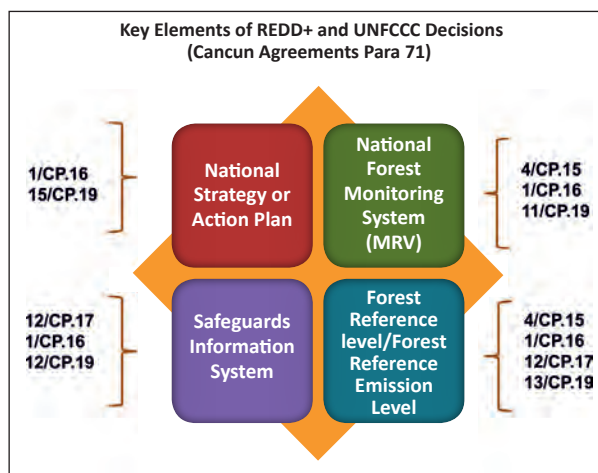 Key Elements of REDD+ and UNFCCC Decisions
(Cancun Agreements Para 71)
1/CP.16
15/CP.19
National
Strategy or
Action Plan
National
Forest
Monitoring
System
(MRV)
4/CP.15
1/CP.16
11/CP.19
12/CP.17
1/CP.16
12/CP.19
Safeguards
Information
System
Forest
Reference
level/Forest
Reference
Emission
Level
4/CP.15
1/CP.16
12/CP.17
13/CP.19